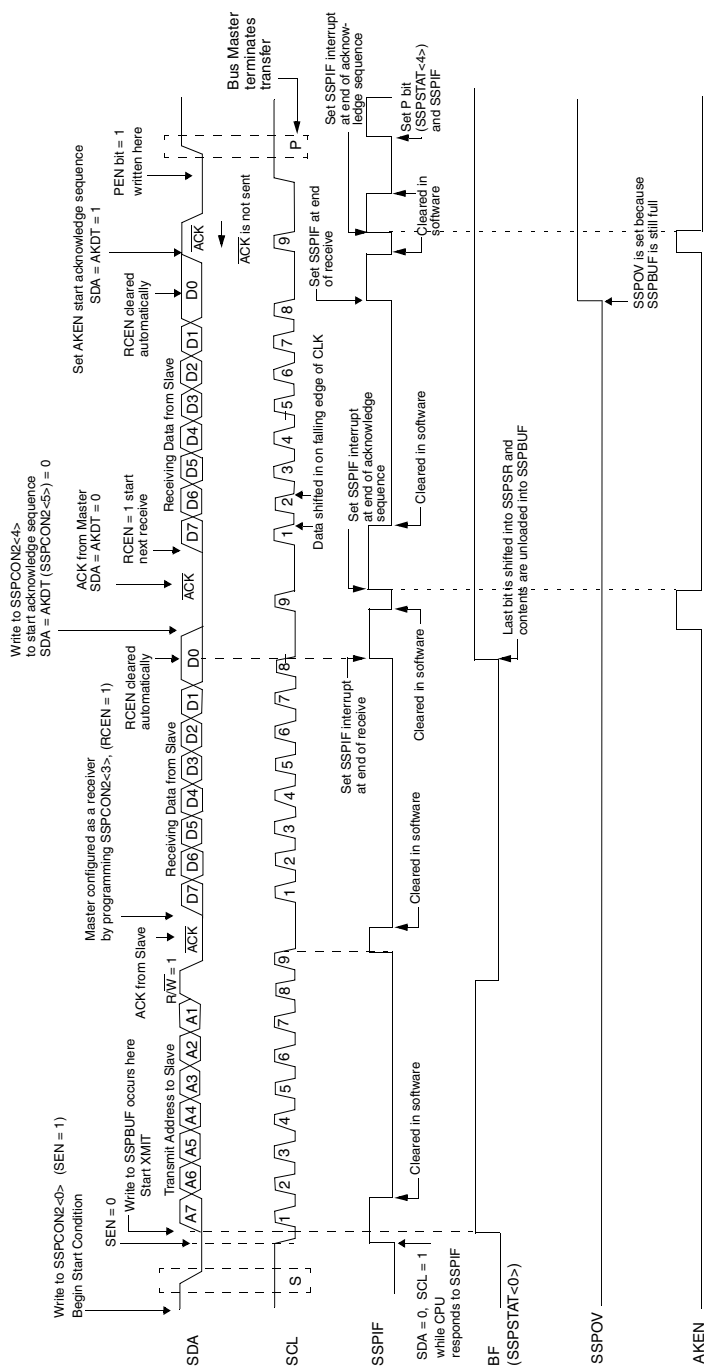 Write to SSPCON2<0> (SEN = 1)
Begin Start Condition
SEN = 0
Write to SSPBUF occurs here
Start XMIT
Transmit Address to Slave
ACK from Slave
R/W = 1
Master configured as a receiver
by programming SSPCON2<3>, (RCEN = 1)
Receiving Data from Slave
RCEN cleared
automatically
Write to SSPCON2<4>
to start acknowledge sequence
SDA = AKDT (SSPCON2<5>) = 0
ACK from Master
SDA = AKDT = 0
RCEN = 1 start
next receive
Receiving Data from Slave
RCEN cleared
automatically
Set AKEN start acknowledge sequence
SDA = AKDT = 1
PEN bit = 1
written here
SDA
A7 A6 A5 A4 A3 A2 A1
ACK
D7 D6 D5 D4 D3 D2 D1 D0
ACK
D7 D6 D5 D4 D3 D2 D1 D0
ACK
ACK is not sent
Bus Master
terminates
transfer
SCL
S
1 2 3 4 5 6 7 8 9
1 2 3 4 5 6 7 8 9
1 2 3 4 5 6 7 8 9
P
Data shifted in on falling edge of CLK
Set SSPIF interrupt
at end of receive
Set SSPIF interrupt
at end of acknowledge
sequence
Set SSPIF at end
of receive
Set SSPIF interrupt
at end of acknow-
ledge sequence
SSPIF
SDA = 0, SCL = 1
while CPU
responds to SSPIF
Cleared in software
Cleared in software
Cleared in software
Cleared in software
Cleared in
software
Set P bit
(SSPSTAT<4>)
and SSPIF
BF
(SSPSTAT<0>)
Last bit is shifted into SSPSR and
contents are unloaded into SSPBUF
SSPOV
SSPOV is set because
SSPBUF is still full
AKEN